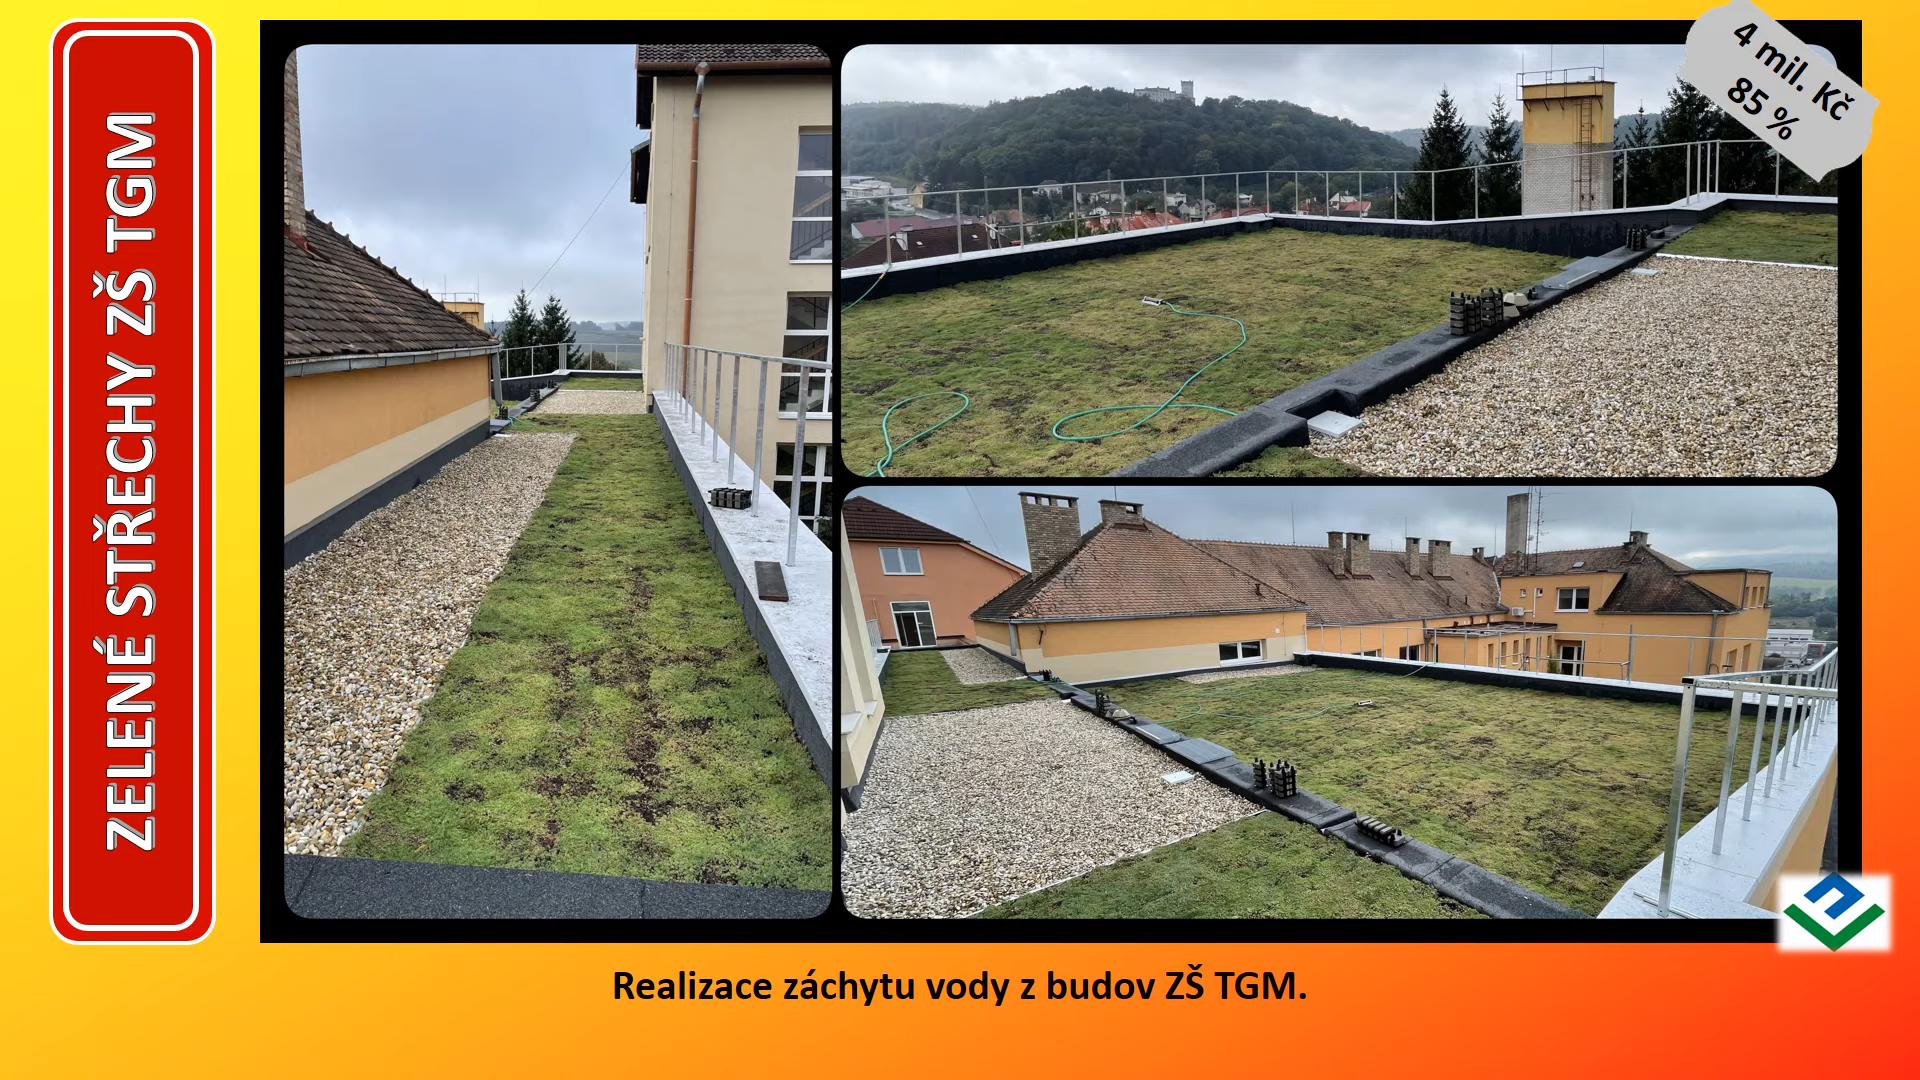 ZELENÉ STŘECHY ZŠ TGM
4 mil. Kč
85 %
Realizace záchytu vody z budov ZŠ TGM.